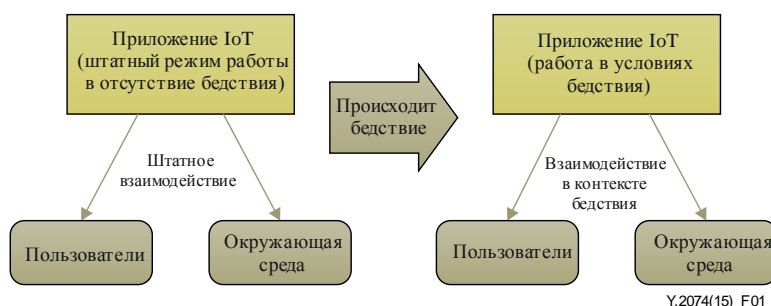 Приложение IoT
(штатный режим работы
в отсутствие бедствия)
Происходит
бедствие
Приложение IoT
(работа в условиях
бедствия)
Штатное
взаимодействие
Взаимодействие
в контексте
бедствия
Пользователи
Окружающая
среда
Пользователи
Окружающая
среда
Y.2074(15)_F01